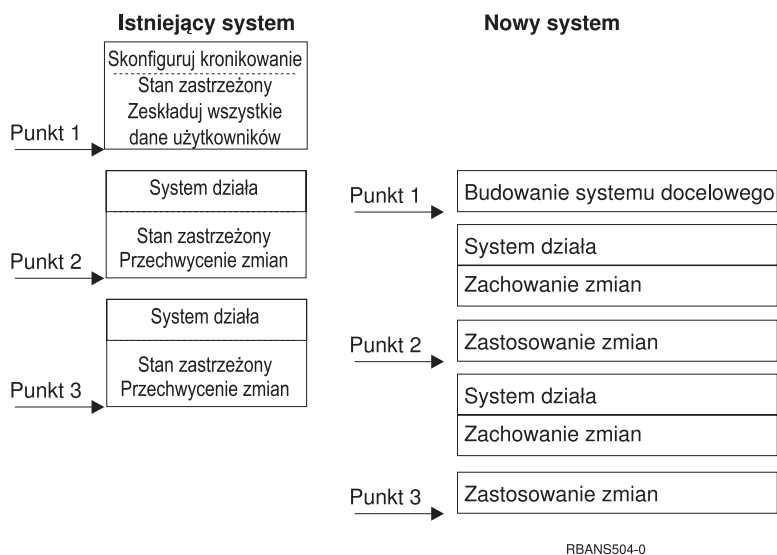 Istniejący system
Skonfiguruj kronikowanie
Stan zastrzeżony
Zeskładuj wszystkie
dane użytkowników
Punkt 1
System działa
Stan zastrzeżony
Przechwycenie zmian
Punkt 2
System działa
Stan zastrzeżony
Przechwycenie zmian
Punkt 3
Nowy system
Punkt 1
Budowanie systemu docelowego
System działa
Zachowanie zmian
Punkt 2
Zastosowanie zmian
System działa
Zachowanie zmian
Punkt 3
Zastosowanie zmian
RBANS504-0